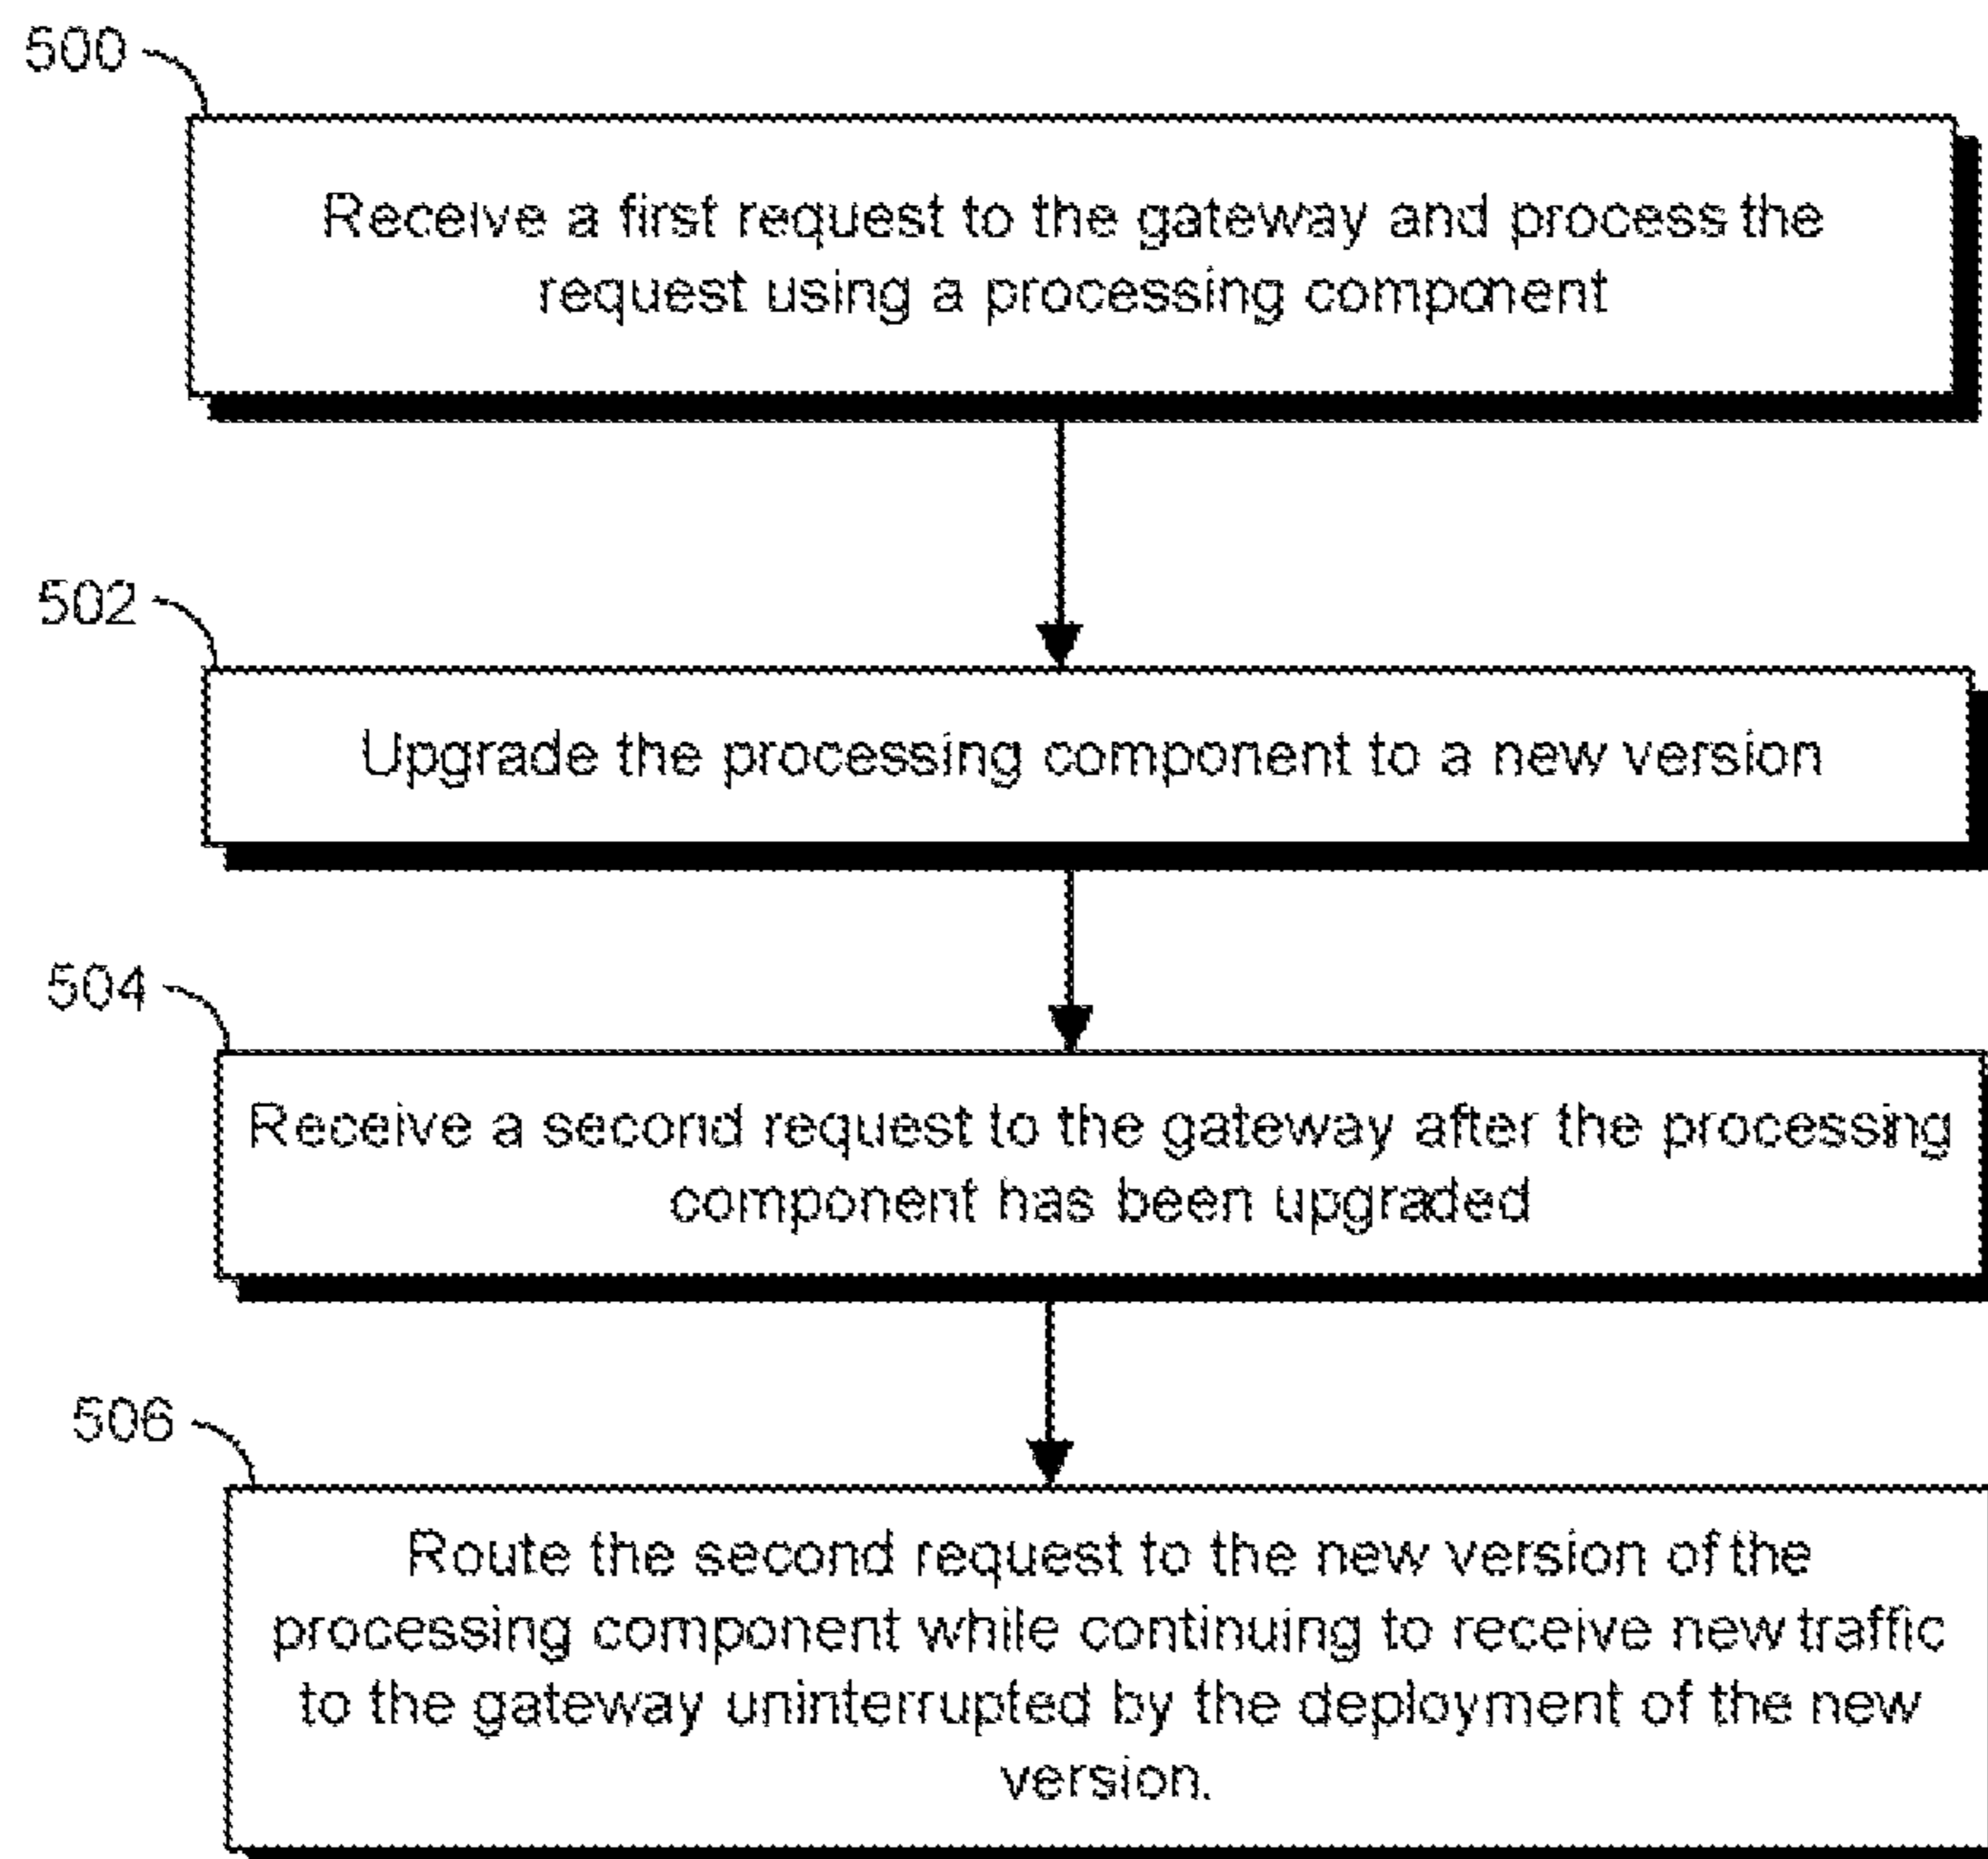 500
Receive a first request to the gateway and process the
request using a processing component
502
Upgrade the processing component to a new version
504
Receive a second request to the gateway after the processing
component has been upgraded
506
Route the second request to the new version of the
processing component while continuing to receive new traffic
to the gateway uninterrupted by the deployment of the new
version.